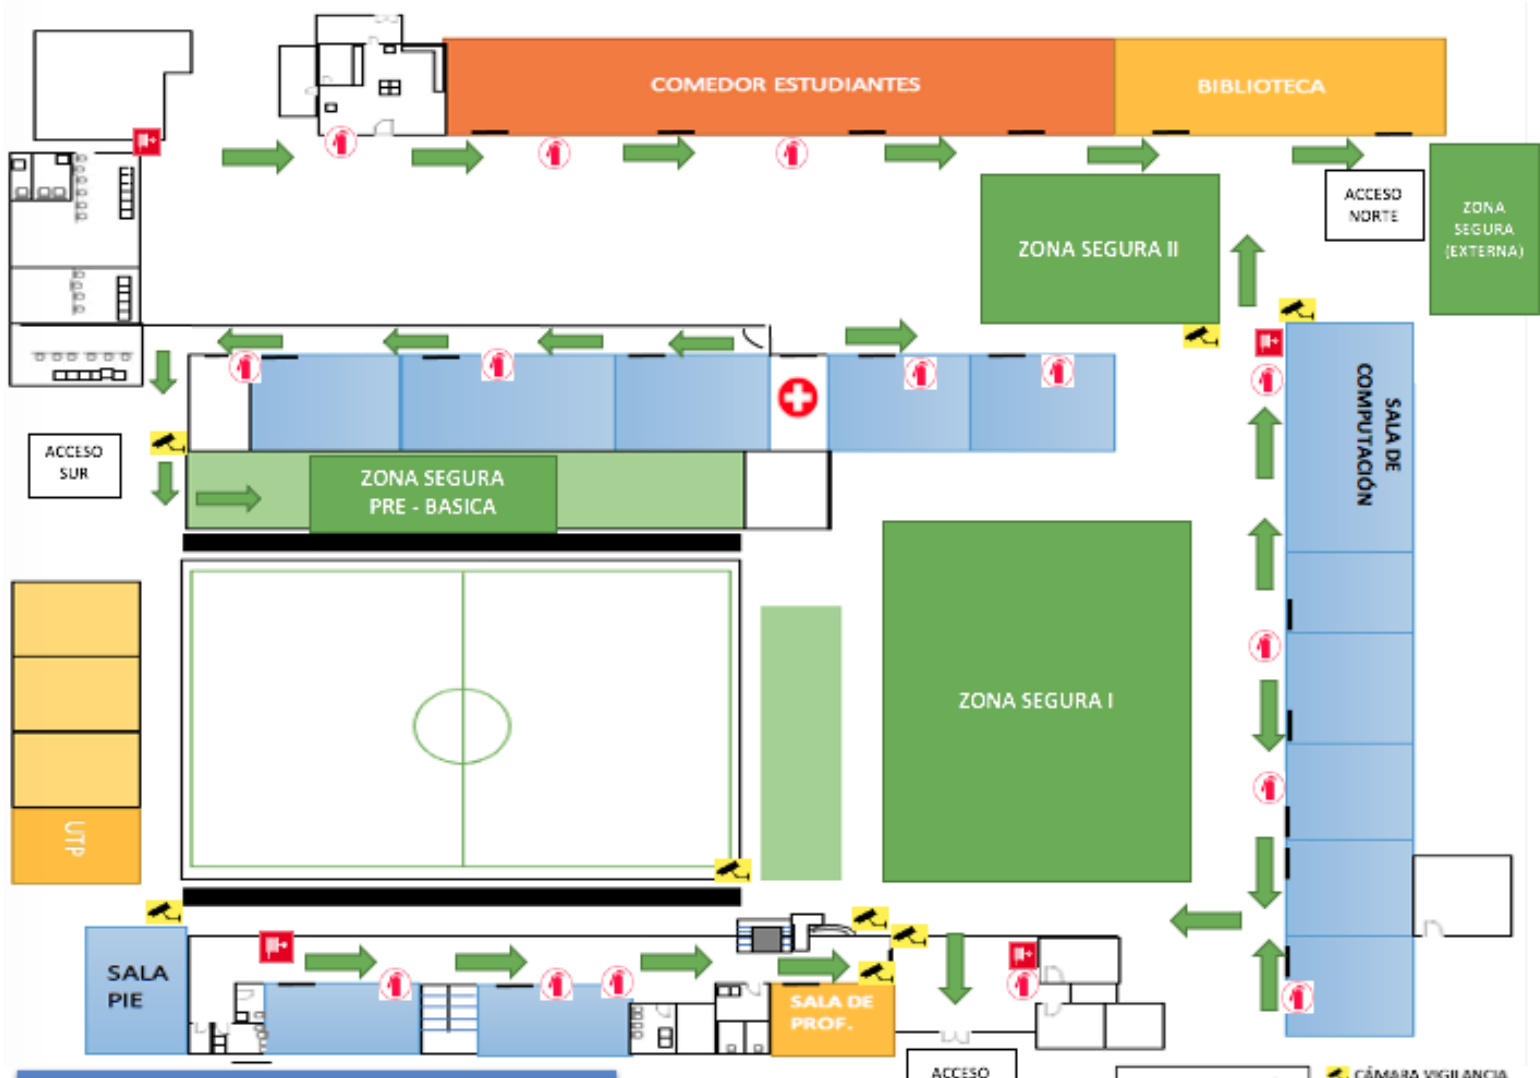 COMEDOR ESTUDIANTES
BIBLIOTECA
ACCESO
NORTE
ZONA
SEGURA
(EXTERNA)
ZONA SEGURA II
SALA DE
COMPUTACIÓN
ACCESO
SUR
ZONA SEGURA
PRE - BASICA
ZONA SEGURA I
UTP
SALA
PIE
SALA DE
PROF.
ACCESO
CÁMARA VIGILANCIA